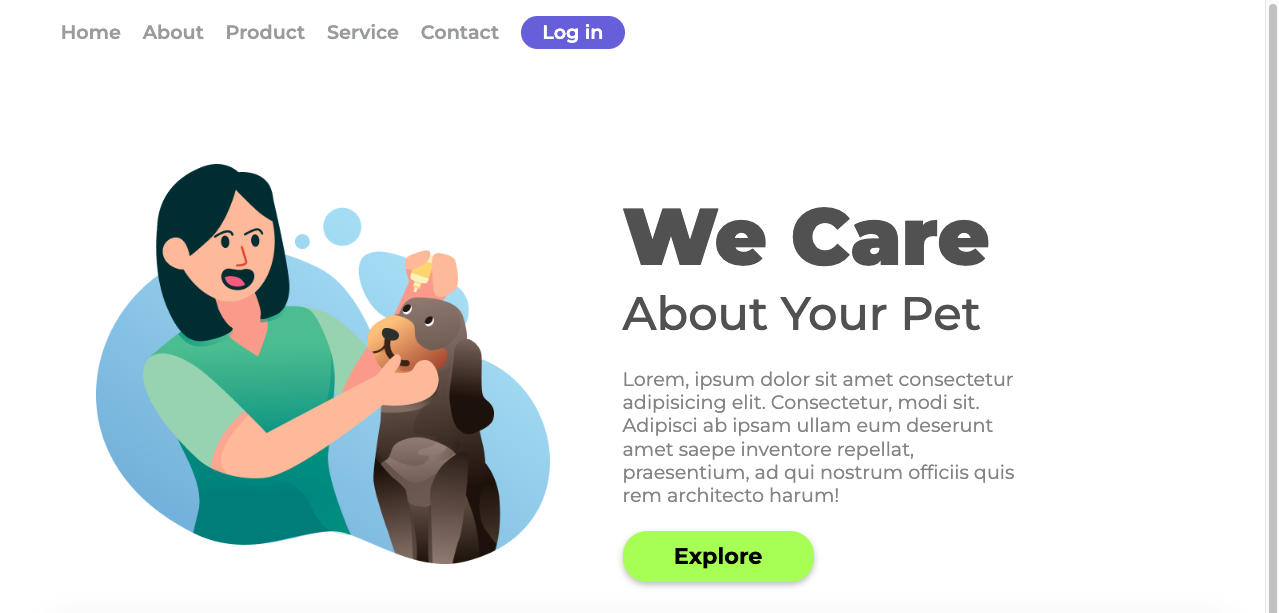 Home About Product Service Contact Log in
We Care
About Your Pet
Lorem, ipsum dolor sit amet consectetur
adipisicing elit. Consectetur, modi sit.
Adipisci ab ipsam ullam eum deserunt
amet saepe inventore repellat,
praesentium, ad qui nostrum officiis quis
rem architecto harum!
Explore